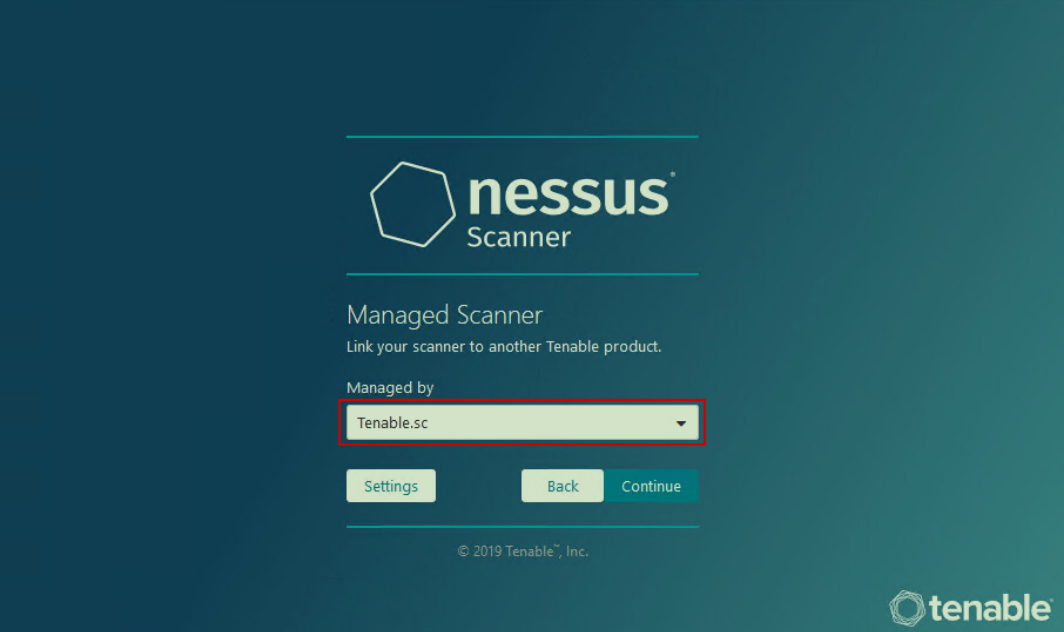 nessus®
Scanner
Managed Scanner
Link your scanner to another Tenable product.
Managed by
Tenable.sc
Settings
Back
Continue
© 2019 Tenable™, Inc.
tenable®